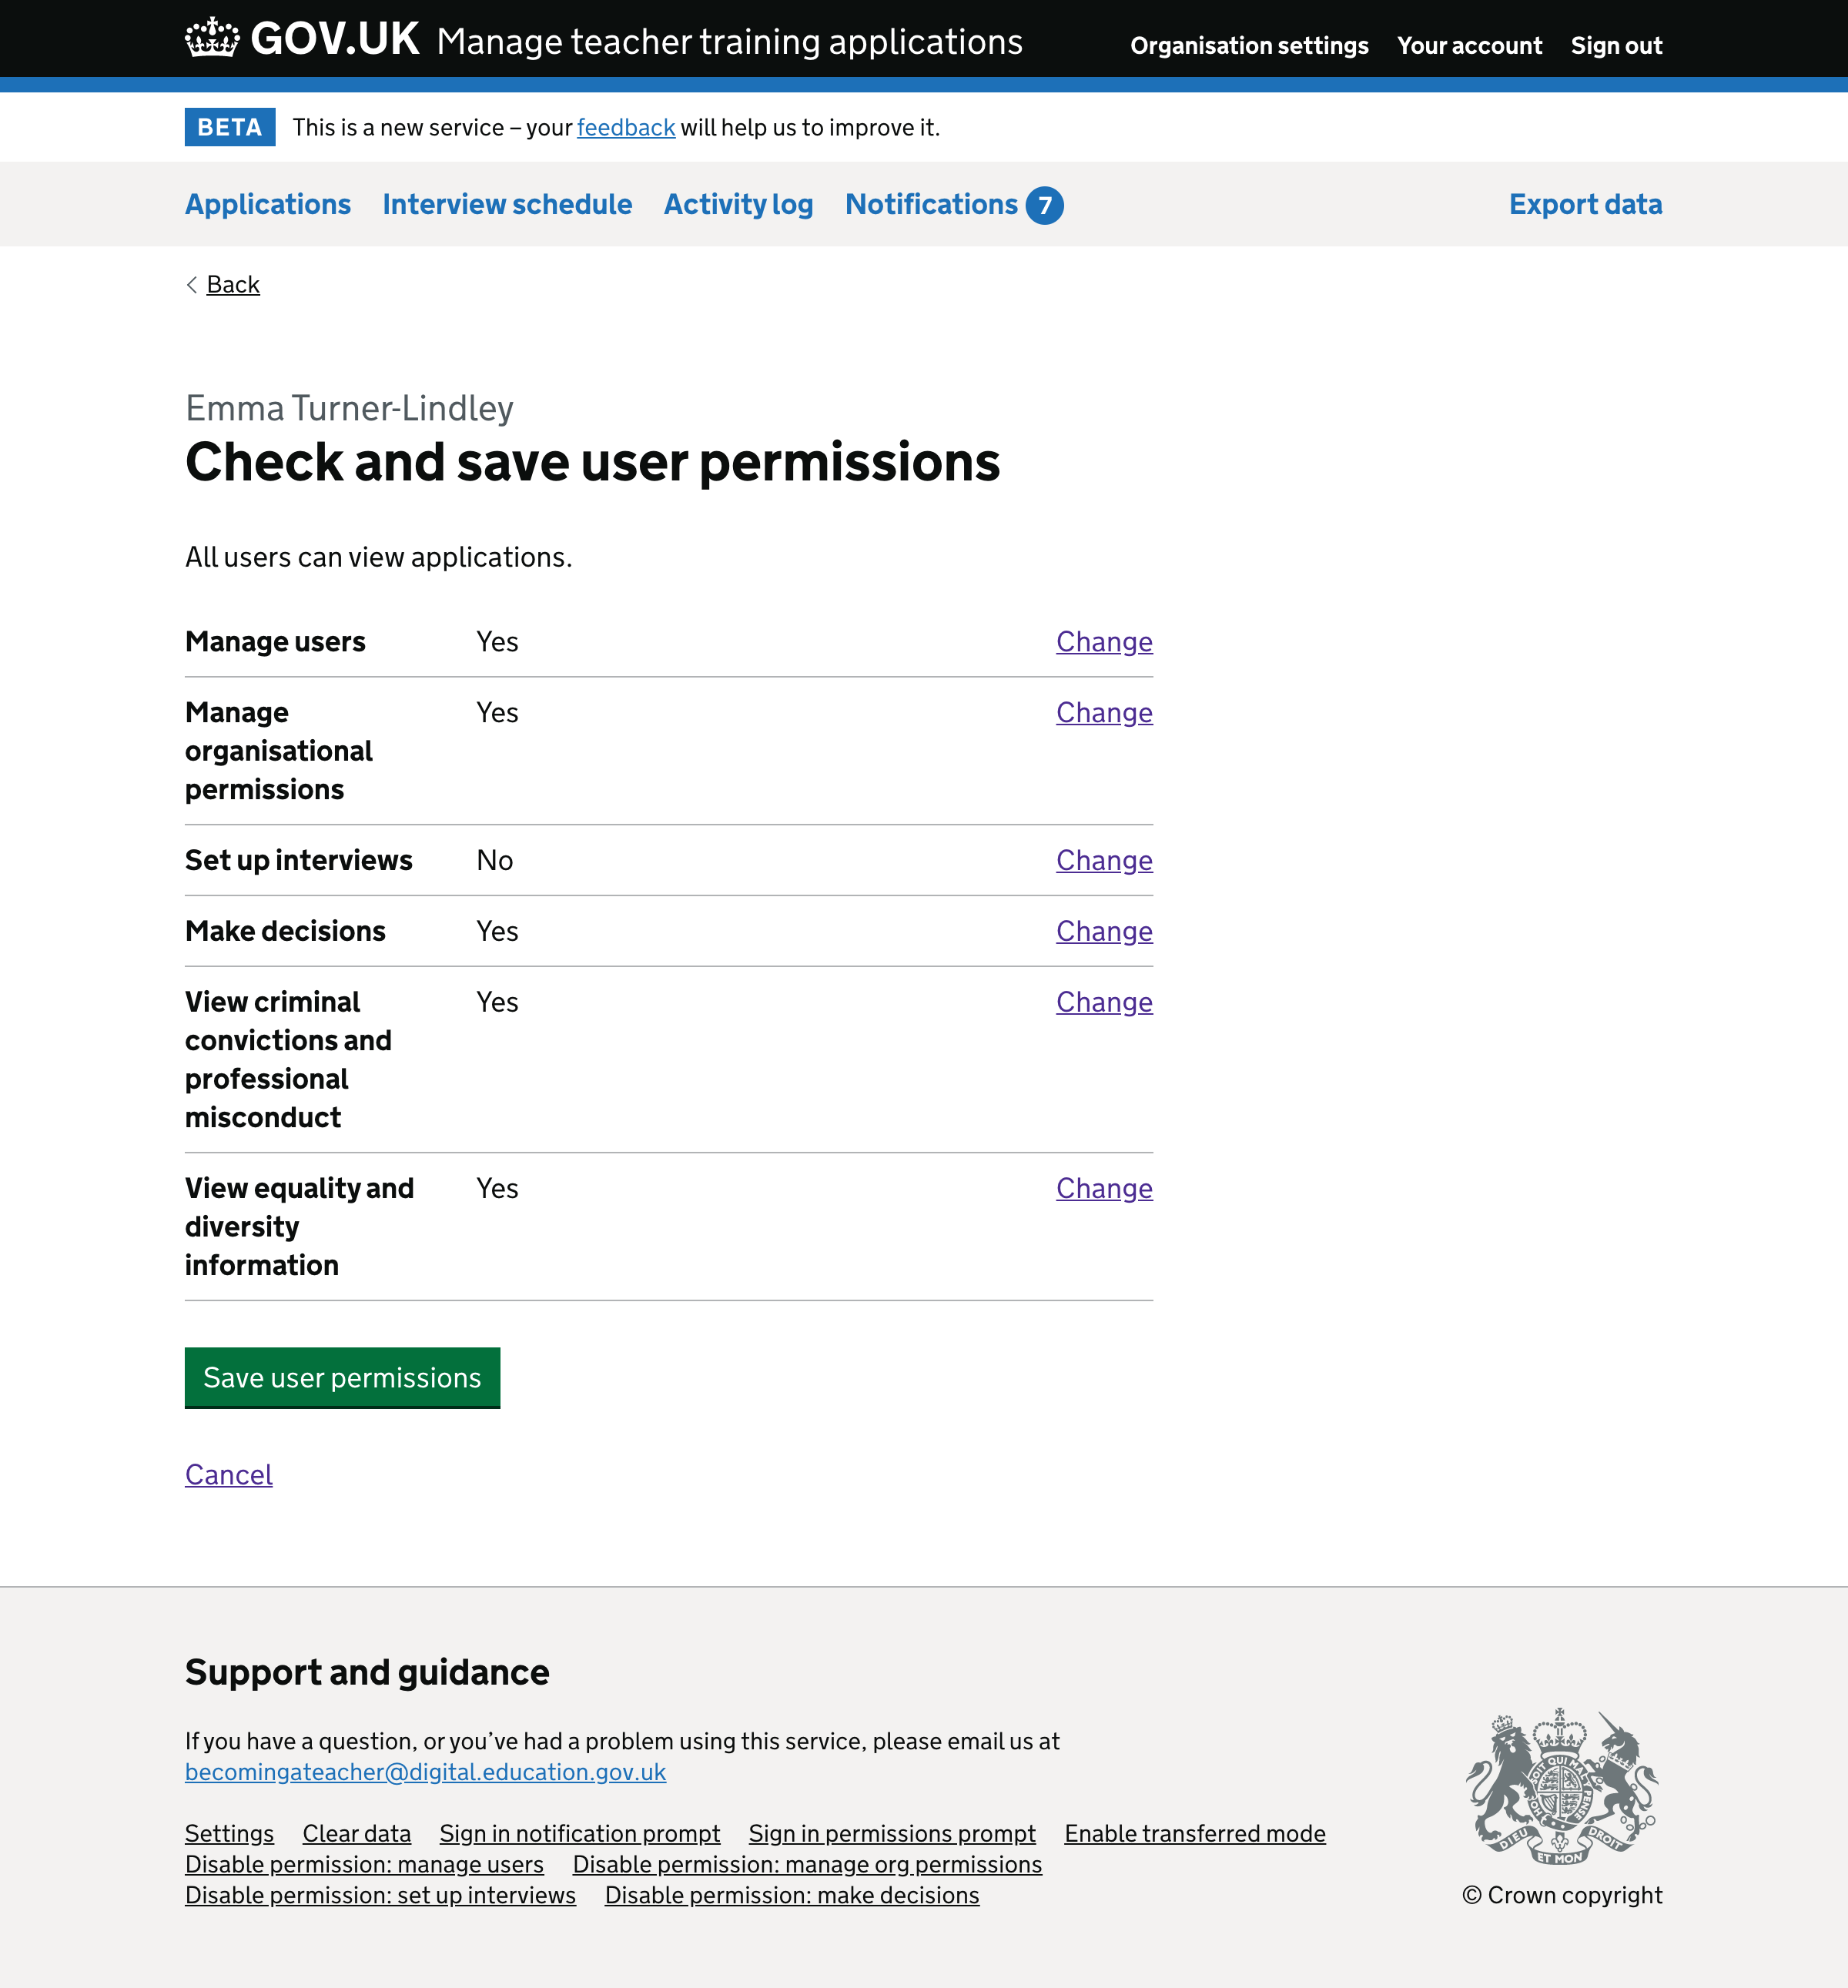 GOV.UK Manage teacher training applications Organisation settings Your account Sign out
BETA This is a new service – your feedback will help us to improve it.
Applications Interview schedule Activity log Notifications 7 Export data
Back
Emma Turner-Lindley
Check and save user permissions
All users can view applications.
Manage users Yes Change
Manage Yes Change
organisational
permissions
Set up interviews No Change
Make decisions Yes Change
View criminal Yes Change
convictions and
professional
misconduct
View equality and Yes Change
diversity
information
Save user permissions
Cancel
Support and guidance
If you have a question, or you’ve had a problem using this service, please email us at
becomingateacher@digital.education.gov.uk
Settings Clear data Sign in notification prompt Sign in permissions prompt Enable transferred mode
Disable permission: manage users Disable permission: manage org permissions
Disable permission: set up interviews Disable permission: make decisions
DIEU ET MON DROIT
© Crown copyright